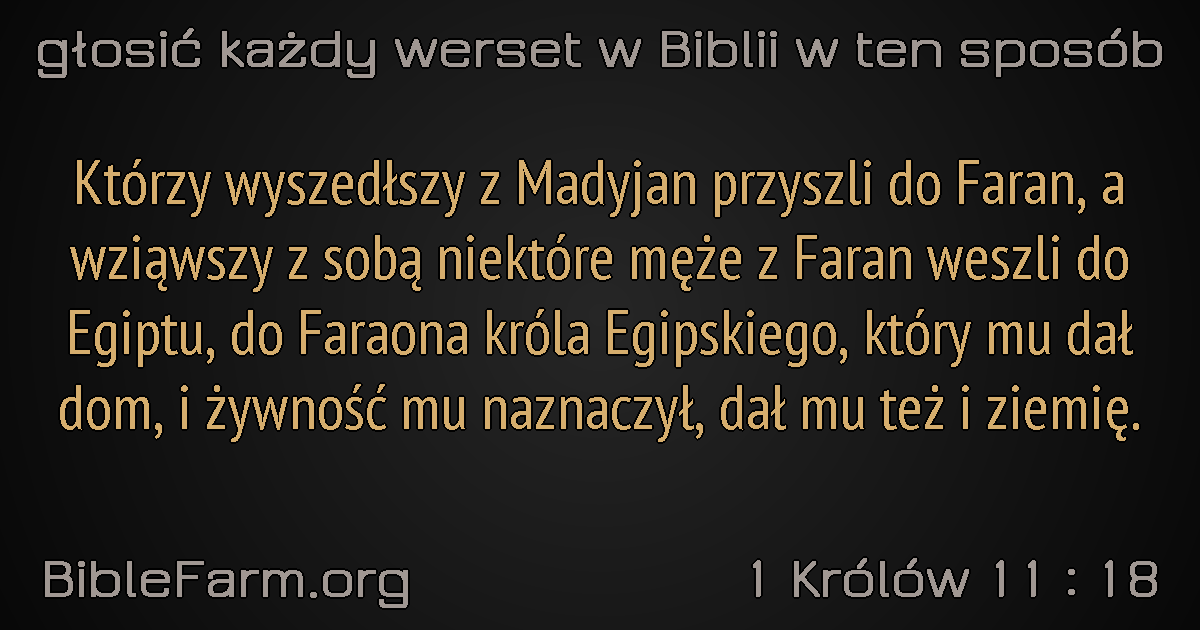 głosić każdy werset w Biblii w ten sposób
Którzy wyszedłszy z Madyjan przyszli do Faran, a
wziąwszy z sobą niektóre męże z Faran weszli do
Egiptu, do Faraona króla Egipskiego, który mu dał
dom, i żywność mu naznaczył, dał mu też i ziemię.
BibleFarm.org
1 Królów 11 : 18